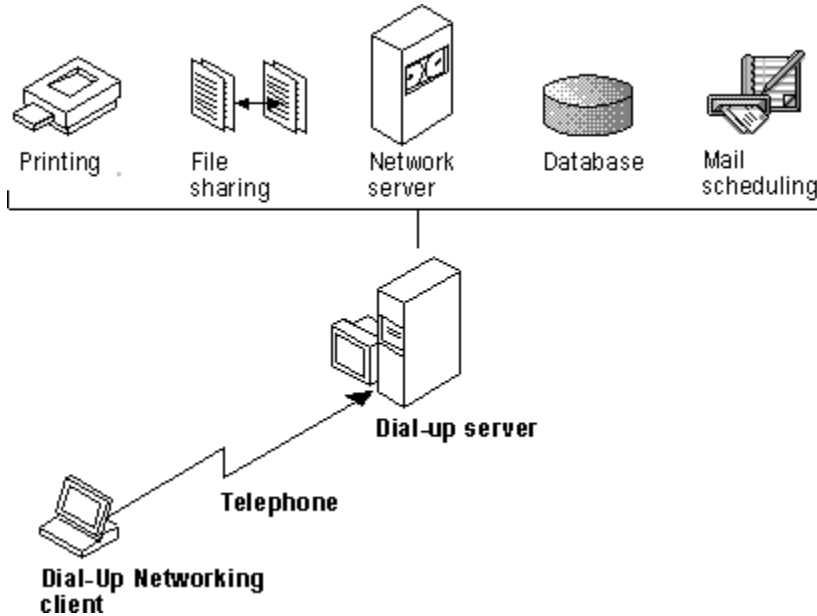 Printing
File
sharing
Network
server
Database
Mail
scheduling
Dial-up server
Telephone
Dial-Up Networking
client